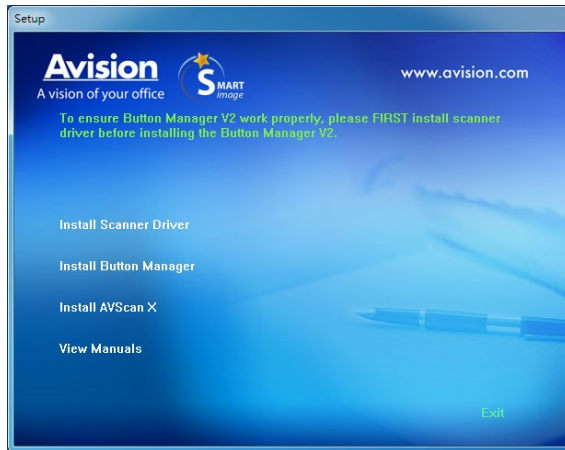 Setup
Avision
A vision of your office
SMART
image
www.avision.com
To ensure Button Manager V2 work properly, please FIRST install scanner
driver before installing the Button Manager V2.
Install Scanner Driver
Install Button Manager
Install AVScan X
View Manuals
Exit